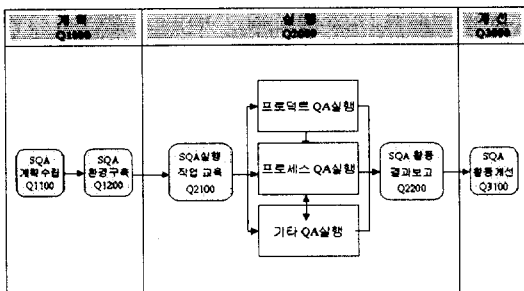 계 획
Q1000
실 행
Q2000
개 선
Q3000
SQA
계획수립
Q1100
SQA
환경구축
Q1200
SQA실행
작업 교육
Q2100
프로덕트 QA실행
프로세스 QA실행
기타 QA실행
SQA 활동
결과보고
Q2200
SQA
활동개선
Q3100